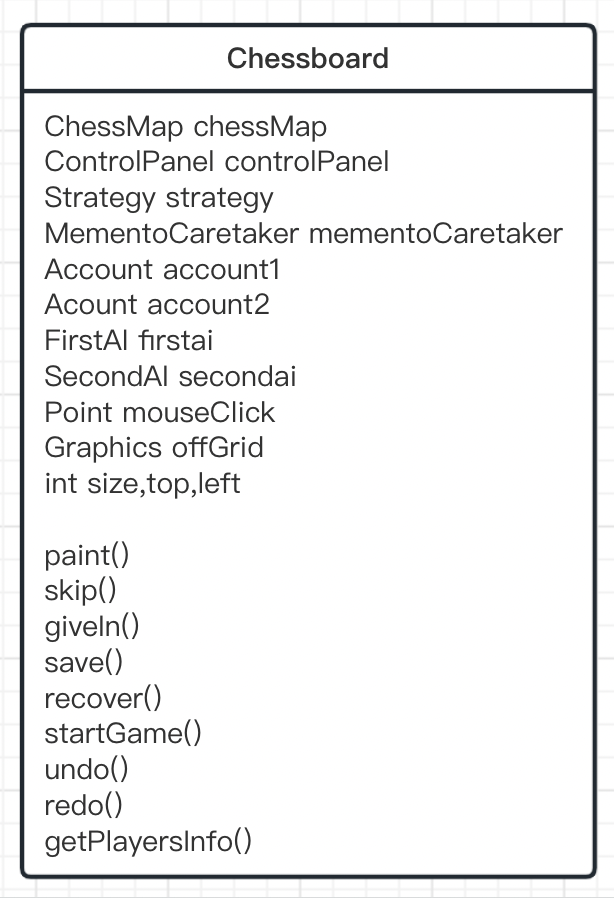 Chessboard
ChessMap chessMap
ControlPanel controlPanel
Strategy strategy
MementoCaretaker mementoCaretaker
Account account1
Acount account2
FirstAI firstai
SecondAI secondai
Point mouseClick
Graphics offGrid
int size,top,left
paint()
skip()
giveIn()
save()
recover()
startGame()
undo()
redo()
getPlayersInfo()